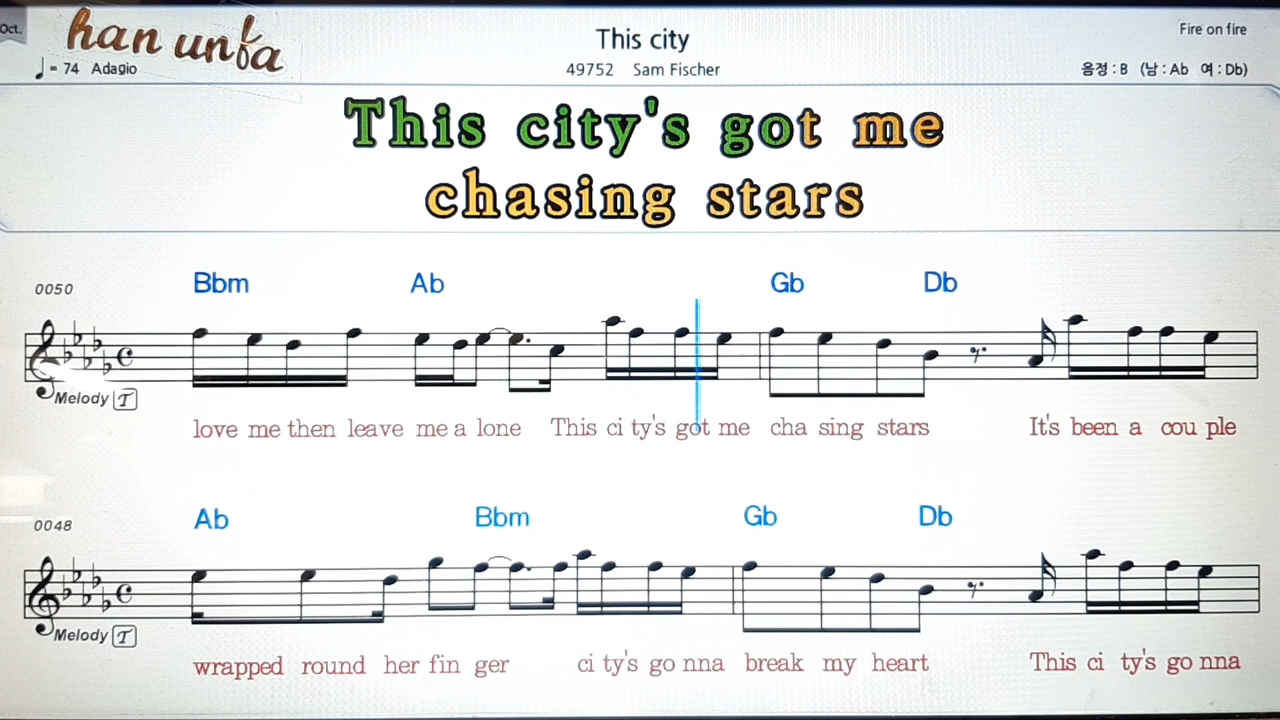 Oct.
han unba
This city
Fire on fire
♩= 74 Adagio
49752 Sam Fischer
음정 : B (남 : Ab 여 : Db)
This city's got me
chasing stars
0050
Bbm Ab Gb Db
Melody T
love me then leave me a lone This ci ty's got me cha sing stars It's been a cou ple
0048
Ab Bbm Gb Db
Melody T
wrapped round her fin ger ci ty's go nna break my heart This ci ty's go nna